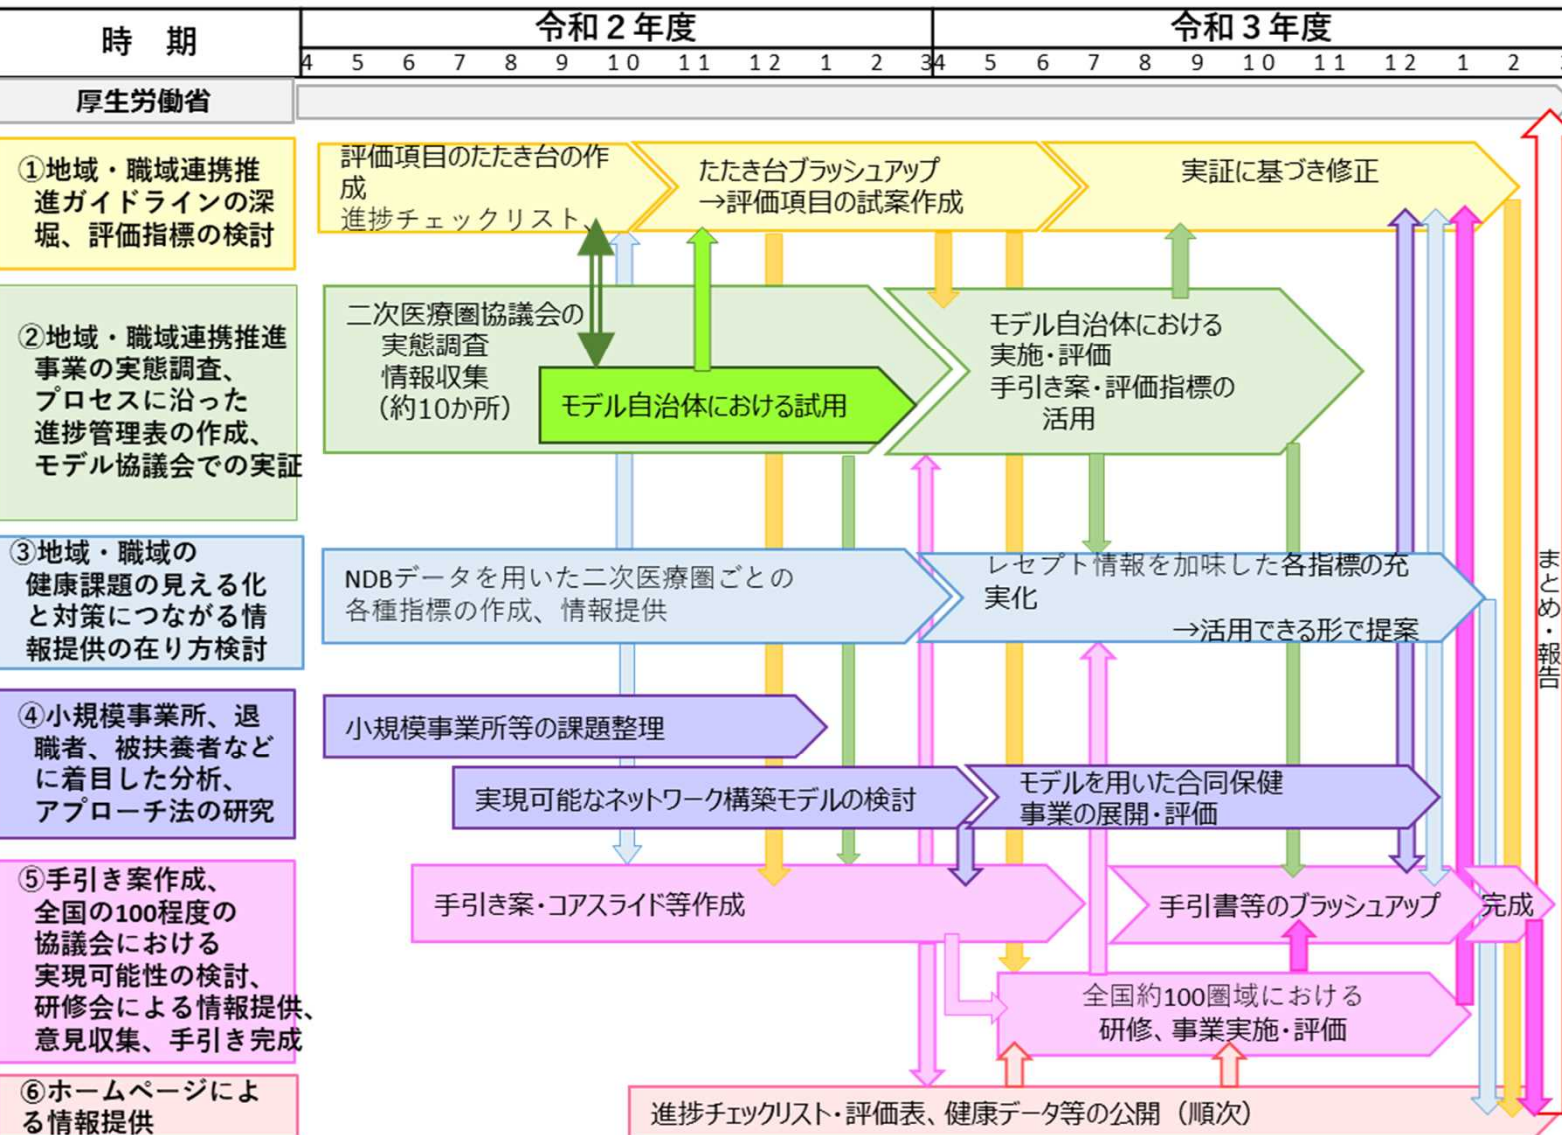 時　期
令和２年度
令和３年度
4 5 6 7 8 9 10 11 12 1 2 3
4 5 6 7 8 9 10 11 12 1 2
厚生労働省
①地域・職域連携推
進ガイドラインの深
堀、評価指標の検討
評価項目のたたき台の作
成
進捗チェックリスト、
たたき台ブラッシュアップ
→評価項目の試案作成
実証に基づき修正
②地域・職域連携推進
事業の実態調査、
プロセスに沿った
進捗管理表の作成、
モデル協議会での実証
二次医療圏協議会の
実態調査
情報収集
（約10か所）
モデル自治体における試用
モデル自治体における
実施・評価
手引き案・評価指標の
活用
③地域・職域の
健康課題の見える化
と対策につながる情
報提供の在り方検討
NDBデータを用いた二次医療圏ごとの
各種指標の作成、情報提供
レセプト情報を加味した各指標の充
実化
→活用できる形で提案
④小規模事業所、退
職者、被扶養者など
に着目した分析、
アプローチ法の研究
小規模事業所等の課題整理
実現可能なネットワーク構築モデルの検討
モデルを用いた合同保健
事業の展開・評価
⑤手引き案作成、
全国の100程度の
協議会における
実現可能性の検討、
研修会による情報提供、
意見収集、手引き完成
手引き案・コアスライド等作成
手引書等のブラッシュアップ
完成
全国約100圏域における
研修、事業実施・評価
⑥ホームページによ
る情報提供
進捗チェックリスト・評価表、健康データ等の公開（順次）
まとめ・報告